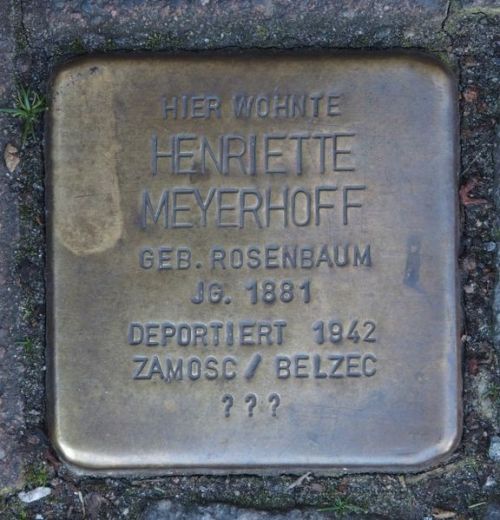 HIER WOHNTE
HENRIETTE
MEYERHOFF
GEB. ROSENBAUM
JG. 1881
DEPORTIERT 1942
ZAMOSC / BELZEC
???